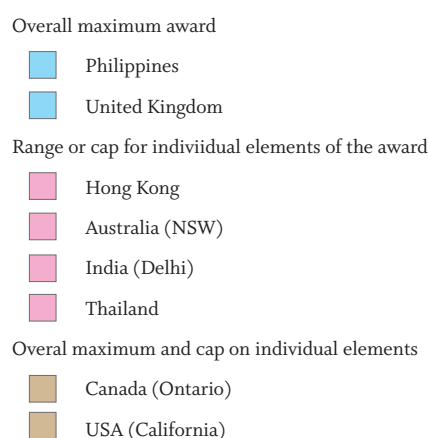 Overall maximum award
Philippines
United Kingdom
Range or cap for indiviidual elements of the award
Hong Kong
Australia (NSW)
India (Delhi)
Thailand
Overal maximum and cap on individual elements
Canada (Ontario)
USA (California)